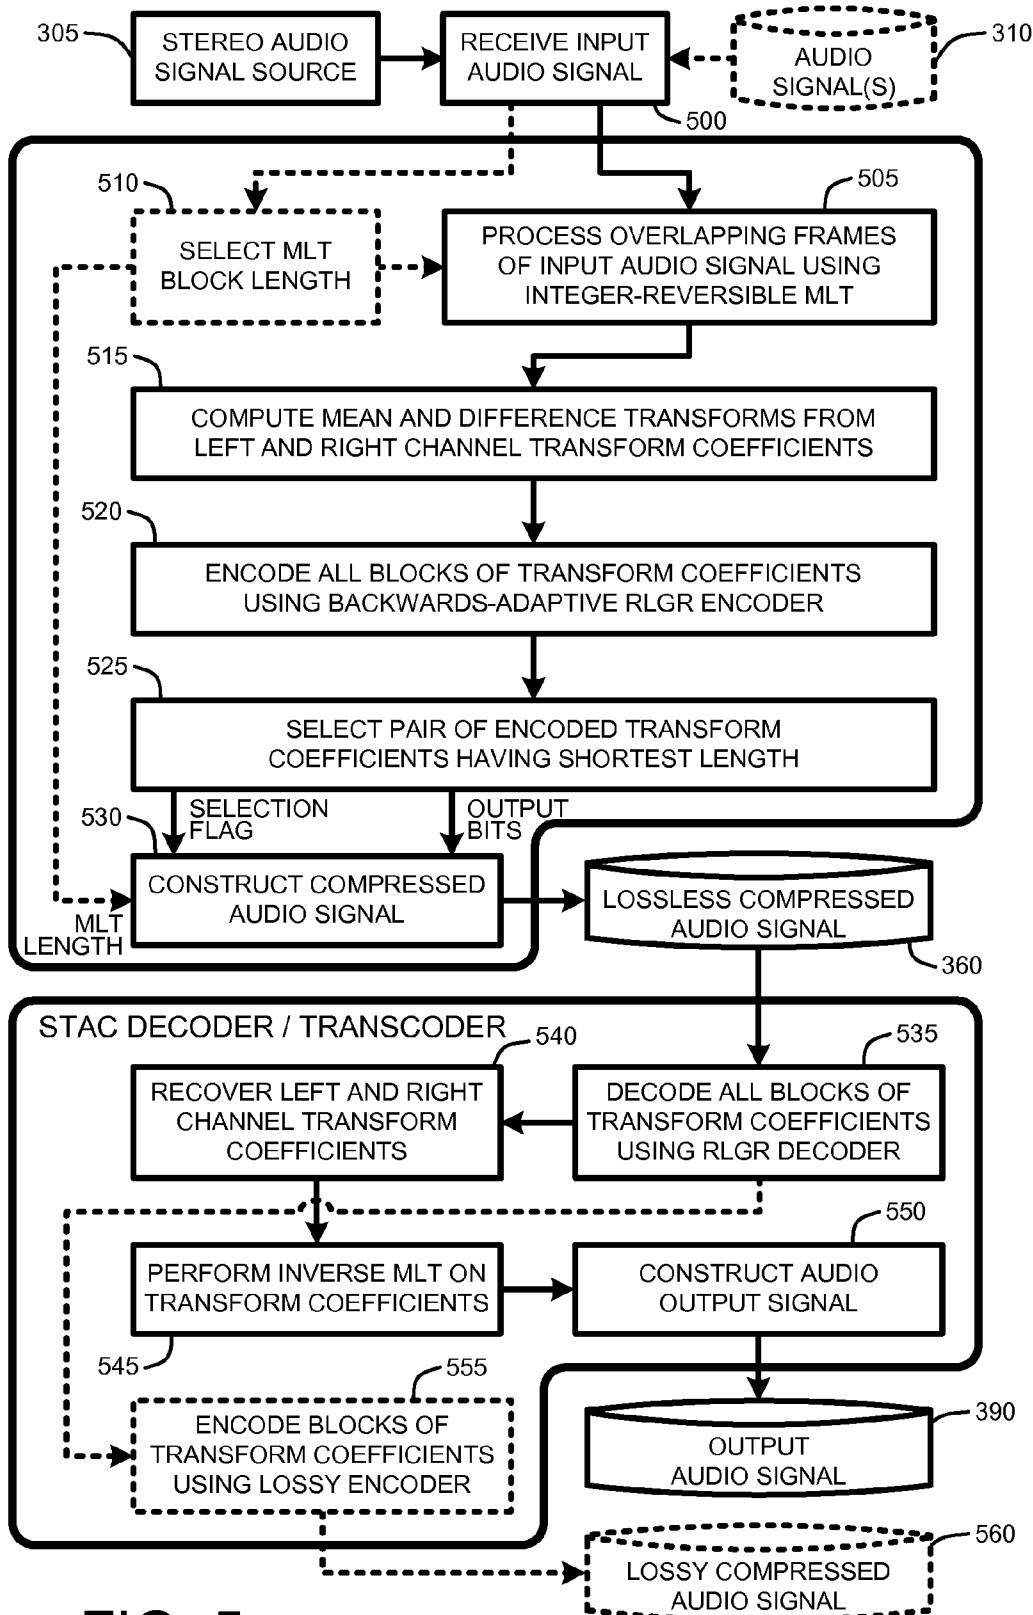 305
STEREO AUDIO
SIGNAL SOURCE
RECEIVE INPUT
AUDIO SIGNAL
AUDIO
SIGNAL(S)
310
500
510
SELECT MLT
BLOCK LENGTH
505
PROCESS OVERLAPPING FRAMES
OF INPUT AUDIO SIGNAL USING
INTEGER-REVERSIBLE MLT
515
COMPUTE MEAN AND DIFFERENCE TRANSFORMS FROM
LEFT AND RIGHT CHANNEL TRANSFORM COEFFICIENTS
520
ENCODE ALL BLOCKS OF TRANSFORM COEFFICIENTS
USING BACKWARDS-ADAPTIVE RLGR ENCODER
525
SELECT PAIR OF ENCODED TRANSFORM
COEFFICIENTS HAVING SHORTEST LENGTH
530
SELECTION
FLAG
OUTPUT
BITS
CONSTRUCT COMPRESSED
AUDIO SIGNAL
MLT
LENGTH
LOSSLESS COMPRESSED
AUDIO SIGNAL
360
STAC DECODER / TRANSCODER
540
535
RECOVER LEFT AND RIGHT
CHANNEL TRANSFORM
COEFFICIENTS
DECODE ALL BLOCKS OF
TRANSFORM COEFFICIENTS
USING RLGR DECODER
550
PERFORM INVERSE MLT ON
TRANSFORM COEFFICIENTS
CONSTRUCT AUDIO
OUTPUT SIGNAL
545
555
ENCODE BLOCKS OF
TRANSFORM COEFFICIENTS
USING LOSSY ENCODER
390
OUTPUT
AUDIO SIGNAL
560
LOSSY COMPRESSED
AUDIO SIGNAL